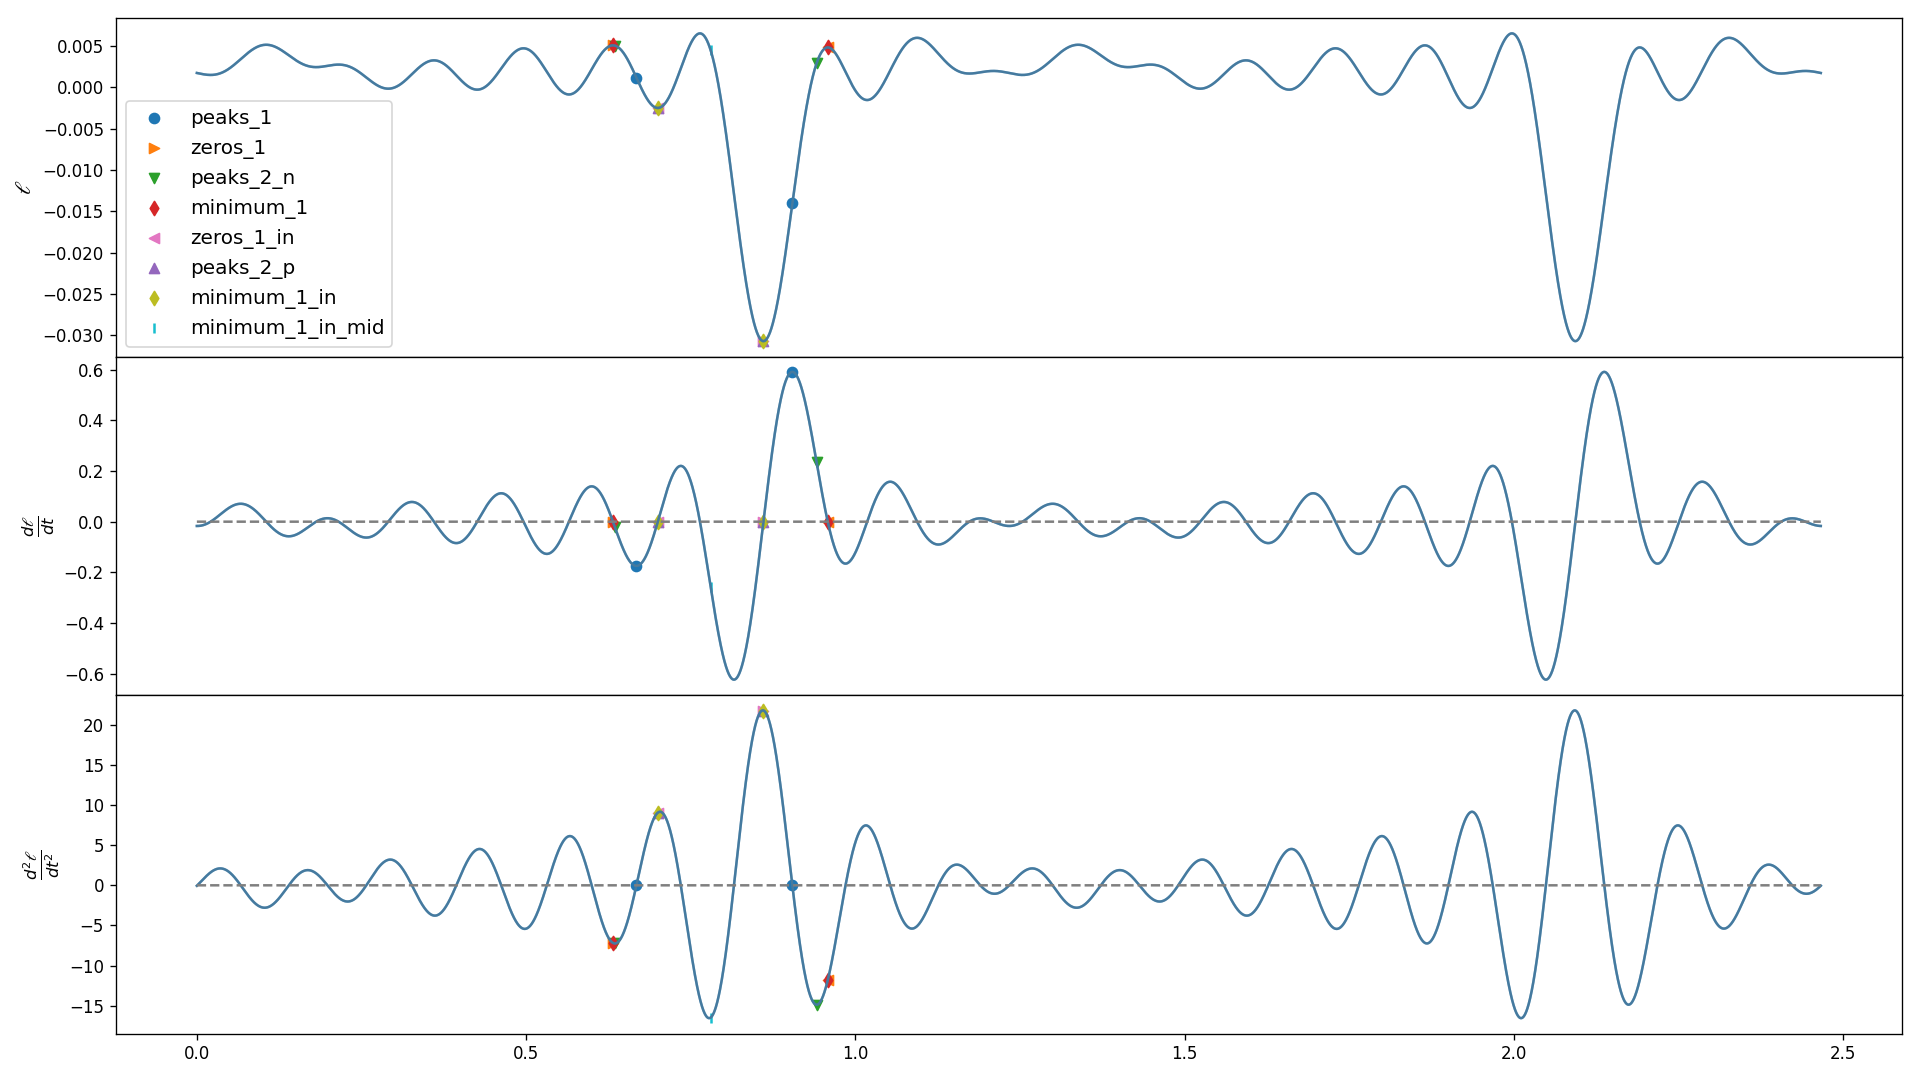 0.005
0.000
−0.005
−0.010
−0.015
−0.020
−0.025
−0.030
ℓ
peaks_1
zeros_1
peaks_2_n
minimum_1
zeros_1_in
peaks_2_p
minimum_1_in
minimum_1_in_mid
0.6
0.4
0.2
0.0
−0.2
−0.4
−0.6
dℓ/dt
20
15
10
5
0
−5
−10
−15
d²ℓ/dt²
0.0 0.5 1.0 1.5 2.0 2.5